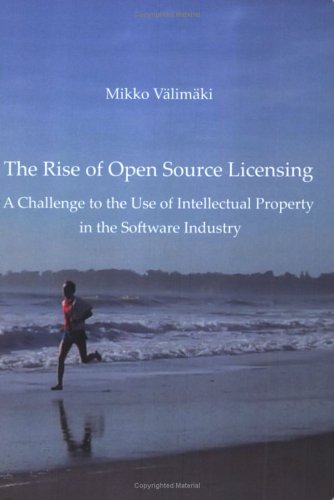 Mikko Välimäki
The Rise of Open Source Licensing
A Challenge to the Use of Intellectual Property
in the Software Industry
Copyrighted Material
Copyrighted Material